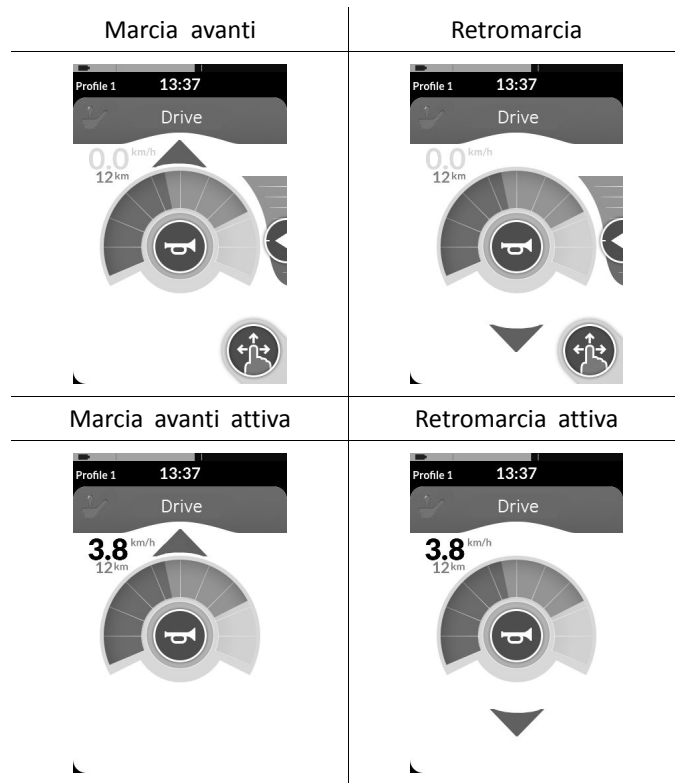 Marcia avanti
Retromarcia
Profile 1 13:37
Drive
0.0 km/h
12 km
Profile 1 13:37
Drive
0.0 km/h
12 km
Marcia avanti attiva
Retromarcia attiva
Profile 1 13:37
Drive
3.8 km/h
12 km
Profile 1 13:37
Drive
3.8 km/h
12 km